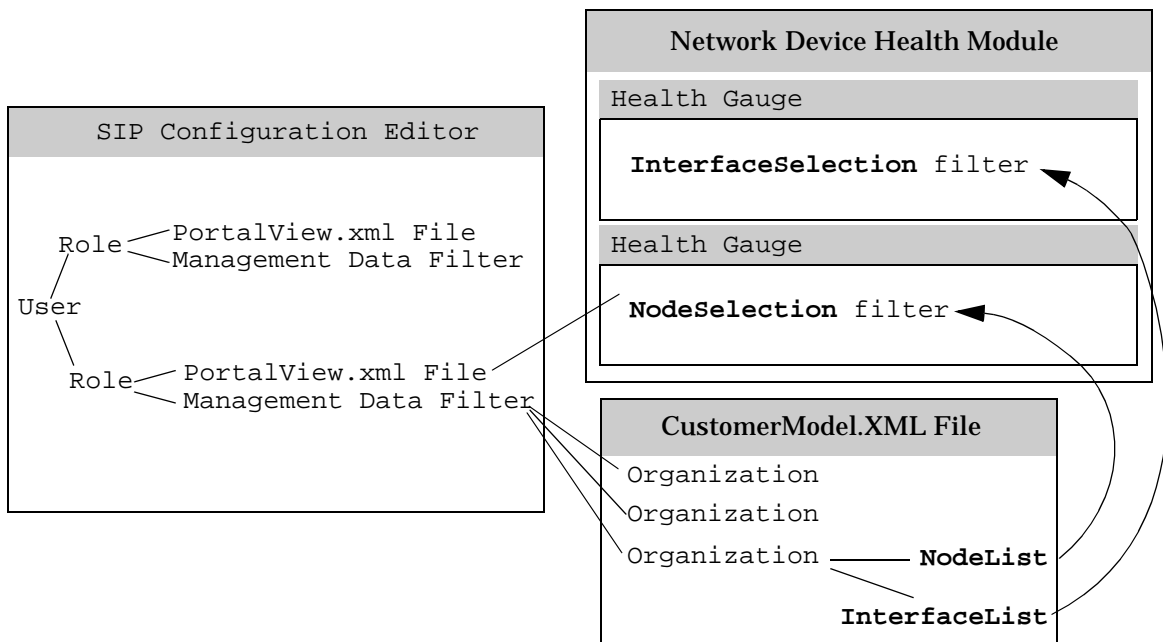 SIP Configuration Editor
User
Role
PortalView.xml File
Management Data Filter
Role
PortalView.xml File
Management Data Filter
Network Device Health Module
Health Gauge
InterfaceSelection filter
Health Gauge
NodeSelection filter
CustomerModel.XML File
Organization
Organization
Organization
NodeList
InterfaceList